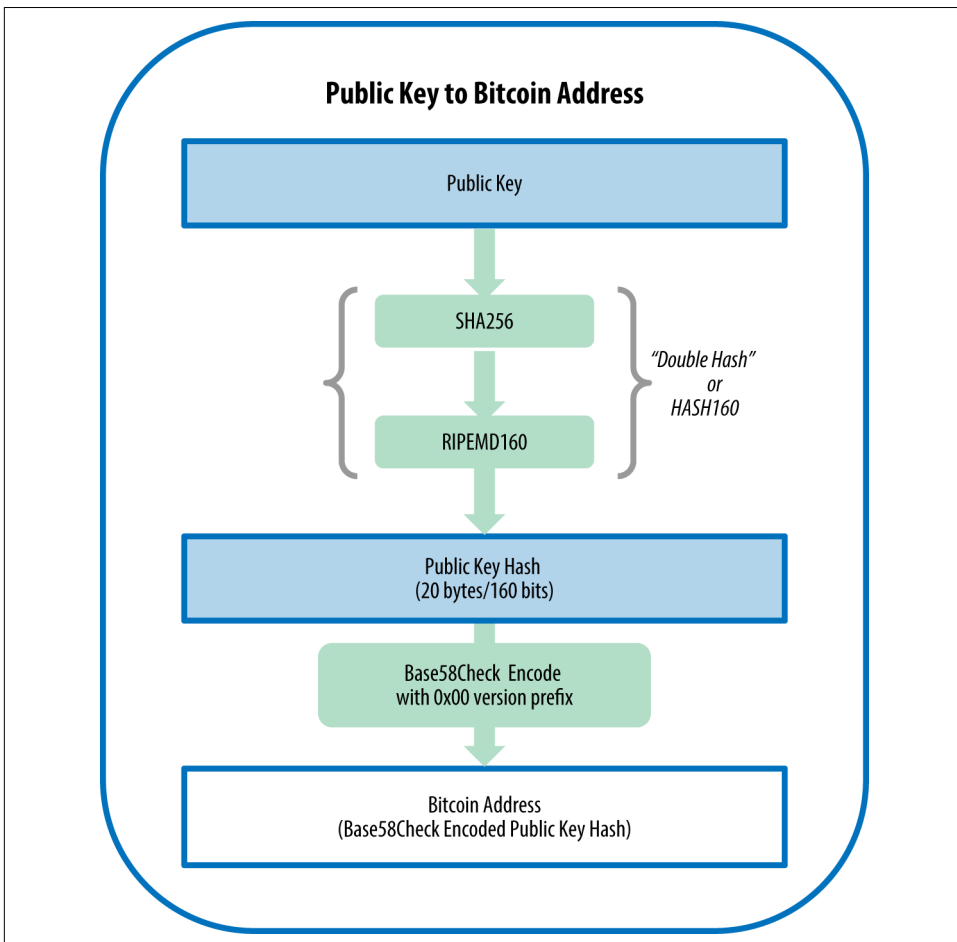 Public Key to Bitcoin Address
Public Key
SHA256
RIPEMD160
“Double Hash”
or
HASH160
Public Key Hash
(20 bytes/160 bits)
Base58Check Encode
with 0x00 version prefix
Bitcoin Address
(Base58Check Encoded Public Key Hash)